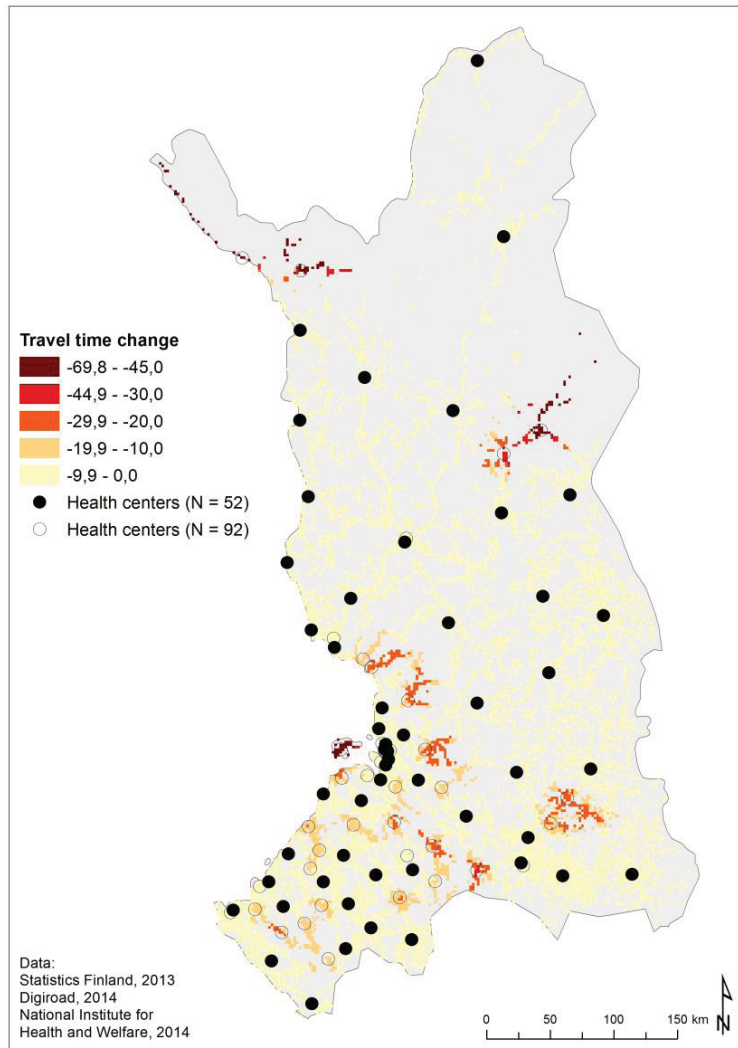 Travel time change
-69,8 - -45,0
-44,9 - -30,0
-29,9 - -20,0
-19,9 - -10,0
-9,9 - 0,0
Health centers (N = 52)
Health centers (N = 92)
Data:
Statistics Finland, 2013
Digiroad, 2014
National Institute for
Health and Welfare, 2014
0 50 100 150 km
N